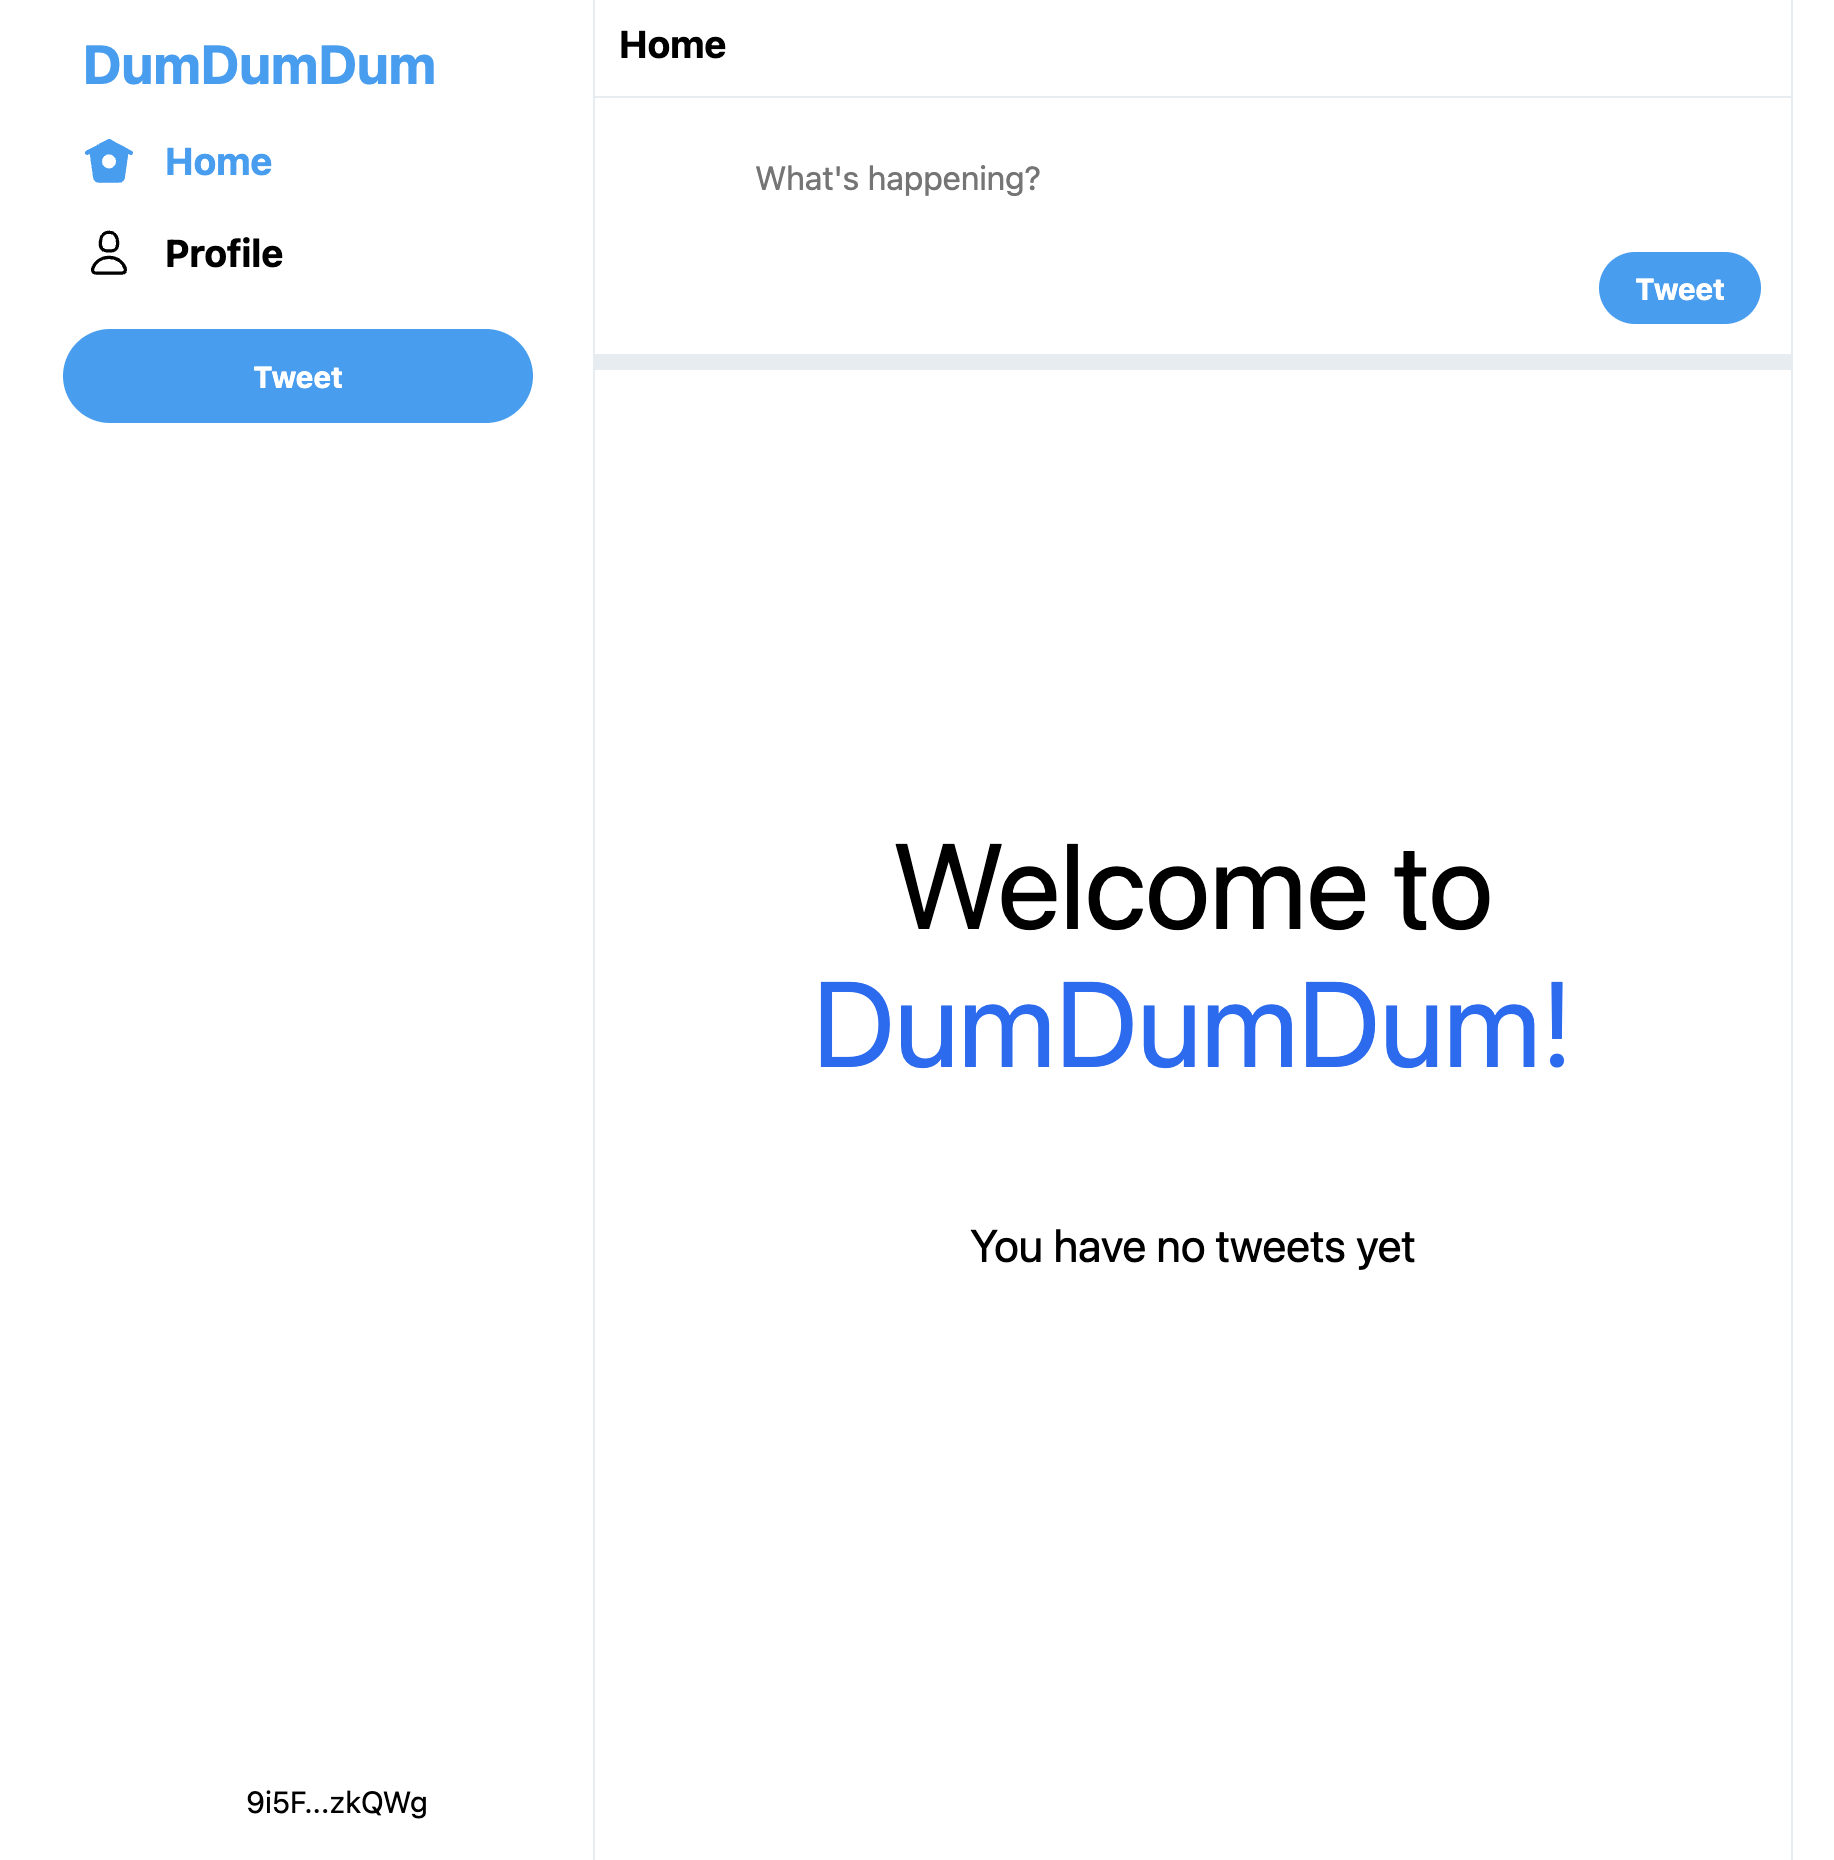 DumDumDum
Home
Profile
Tweet
9i5F...zkQWg
Home
What's happening?
Tweet
Welcome to
DumDumDum!
You have no tweets yet